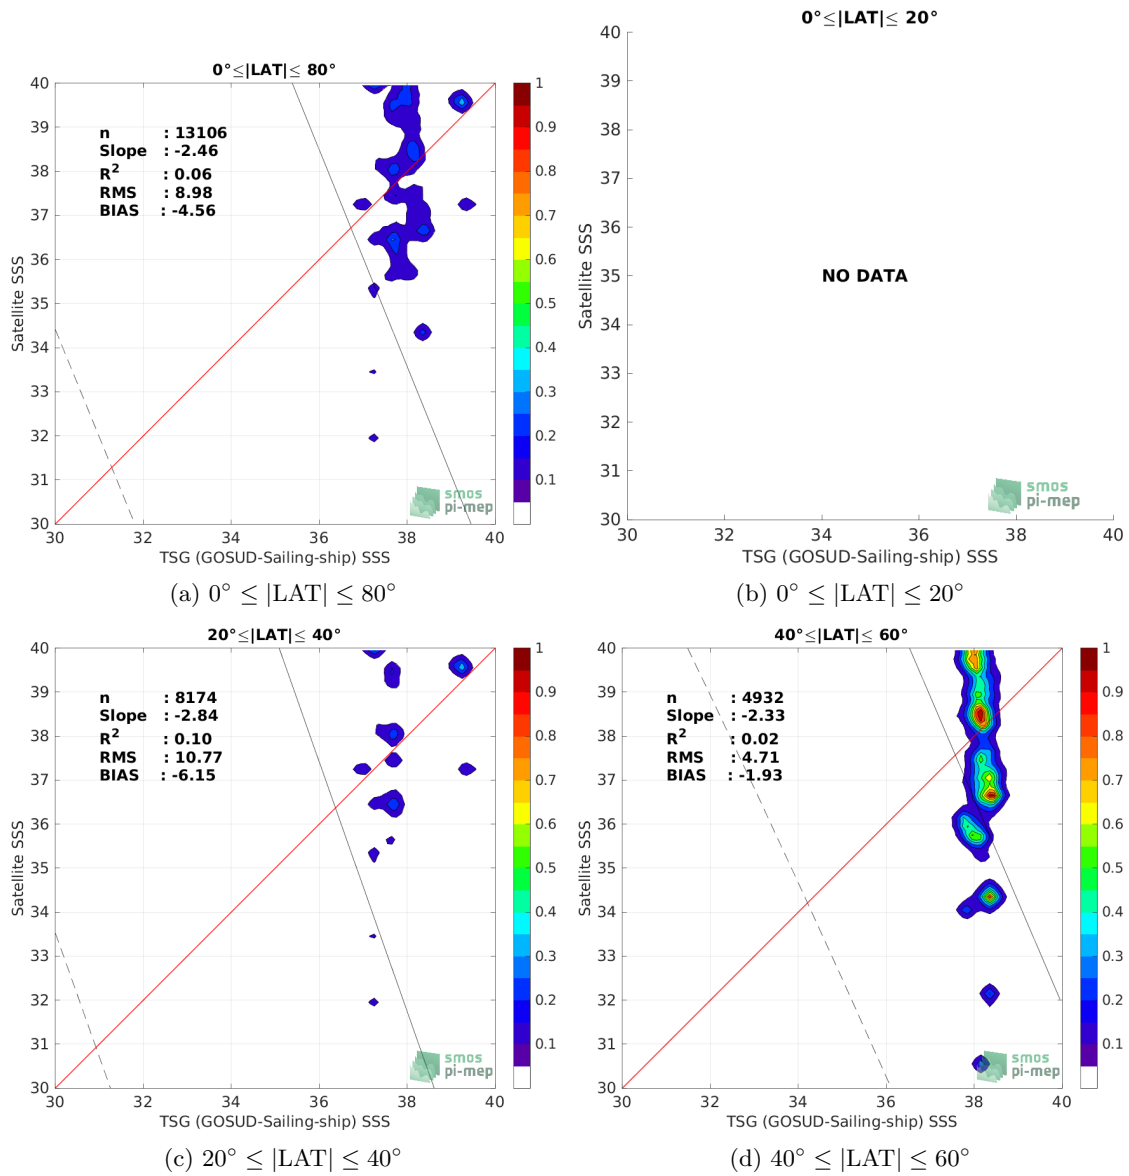 0°≤|LAT|≤ 80°
n : 13106
Slope : -2.46
R² : 0.06
RMS : 8.98
BIAS : -4.56
40
39
38
37
36
35
34
33
32
31
30
Satellite SSS
30 32 34 36 38 40
TSG (GOSUD-Sailing-ship) SSS
1
0.9
0.8
0.7
0.6
0.5
0.4
0.3
0.2
0.1
smos
pi-mep
(a) 0° ≤ |LAT| ≤ 80°
0°≤|LAT|≤ 20°
40
39
38
37
36
35
34
33
32
31
30
Satellite SSS
NO DATA
30 32 34 36 38 40
TSG (GOSUD-Sailing-ship) SSS
smos
pi-mep
(b) 0° ≤ |LAT| ≤ 20°
20°≤|LAT|≤ 40°
n : 8174
Slope : -2.84
R² : 0.10
RMS : 10.77
BIAS : -6.15
40
39
38
37
36
35
34
33
32
31
30
Satellite SSS
30 32 34 36 38 40
TSG (GOSUD-Sailing-ship) SSS
1
0.9
0.8
0.7
0.6
0.5
0.4
0.3
0.2
0.1
smos
pi-mep
(c) 20° ≤ |LAT| ≤ 40°
40°≤|LAT|≤ 60°
n : 4932
Slope : -2.33
R² : 0.02
RMS : 4.71
BIAS : -1.93
40
39
38
37
36
35
34
33
32
31
30
Satellite SSS
30 32 34 36 38 40
TSG (GOSUD-Sailing-ship) SSS
1
0.9
0.8
0.7
0.6
0.5
0.4
0.3
0.2
0.1
smos
pi-mep
(d) 40° ≤ |LAT| ≤ 60°